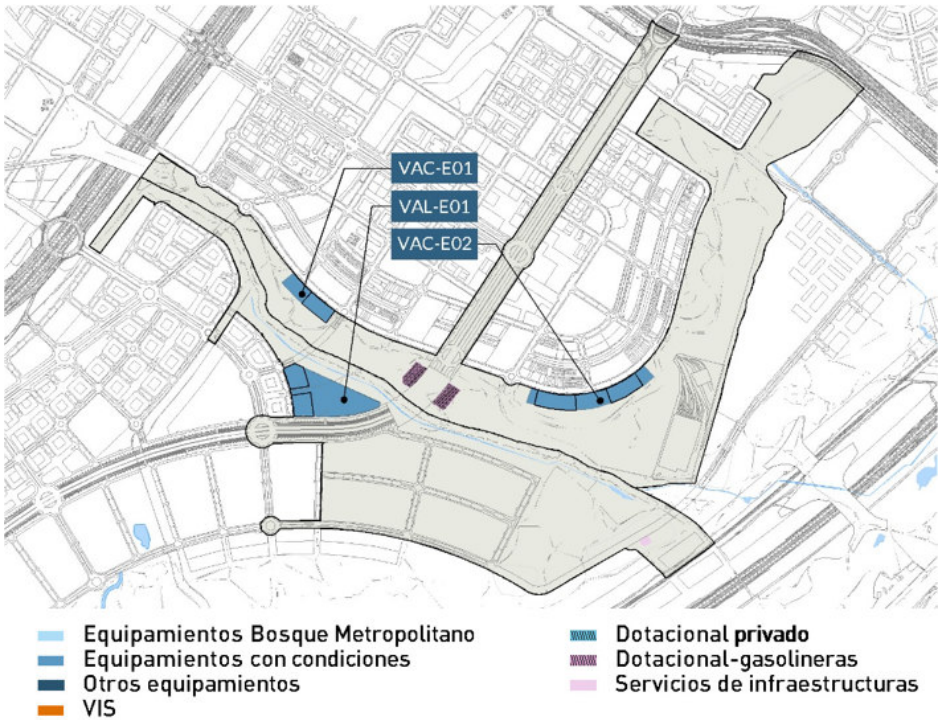 VAC-E01
VAL-E01
VAC-E02
Equipamientos Bosque Metropolitano
Equipamientos con condiciones
Otros equipamientos
VIS
Dotacional privado
Dotacional-gasolineras
Servicios de infraestructuras